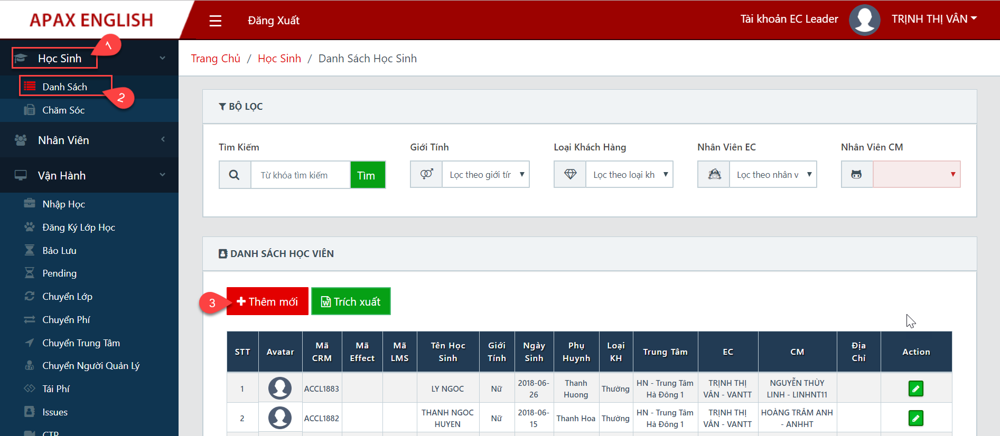 APAX ENGLISH
Đăng Xuất
Tài khoản EC Leader
TRỊNH THỊ VÂN
1
Học Sinh
Danh Sách
2
Chăm Sóc
Nhân Viên
Vận Hành
Nhập Học
Đăng Ký Lớp Học
Bảo Lưu
Pending
Chuyển Lớp
Chuyển Phí
Chuyển Trung Tâm
Chuyển Người Quản Lý
Tái Phí
Issues
CTP
Trang Chủ / Học Sinh / Danh Sách Học Sinh
BỘ LỌC
Tìm Kiếm
Từ khóa tìm kiếm
Tìm
Giới Tính
Lọc theo giới tír
Loại Khách Hàng
Lọc theo loại kh
Nhân Viên EC
Lọc theo nhân v
Nhân Viên CM
DANH SÁCH HỌC VIÊN
3
Thêm mới
Trích xuất
STT
Avatar
Mã
CRM
Mã
Effect
Mã
LMS
Tên Học
Sinh
Giới
Tính
Ngày
Sinh
Phụ
Huynh
Loại
KH
Trung Tâm
EC
CM
Địa
Chỉ
Action
1
ACCL1883
LY NGOC
Nữ
2018-06-
26
Thanh
Huong
Thường
HN - Trung Tâm
Hà Đông 1
TRỊNH THỊ
VÂN - VANTT
NGUYỄN THÙY
LINH - LINHNT11
2
ACCL1882
THANH NGOC
HUYEN
Nữ
2018-06-
15
Thanh Hoa
Thường
HN - Trung Tâm
Hà Đông 1
TRỊNH THỊ
VÂN - VANTT
HOÀNG TRÂM ANH
- ANHHT